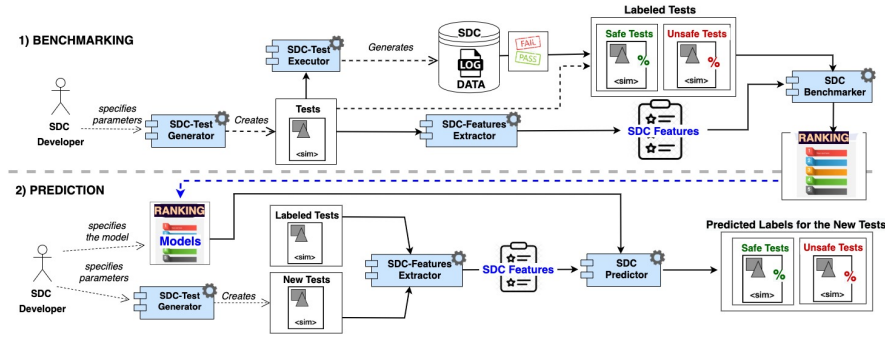 Labeled Tests
1) BENCHMARKING
SDC-Test
Executor
Generates
SDC
LOG
DATA
FAIL
PASS
Safe Tests
%
<sim>
Unsafe Tests
%
<sim>
SDC
Benchmarker
specifies
parameters
SDC
Developer
SDC-Test
Generator
Creates
Tests
<sim>
SDC-Features
Extractor
SDC Features
RANKING
2) PREDICTION
specifies
the model
RANKING
Models
Labeled Tests
<sim>
Predicted Labels for the New Tests
SDC
Developer
specifies
parameters
SDC-Test
Generator
Creates
New Tests
<sim>
SDC-Features
Extractor
SDC Features
SDC
Predictor
Safe Tests
%
<sim>
Unsafe Tests
%
<sim>